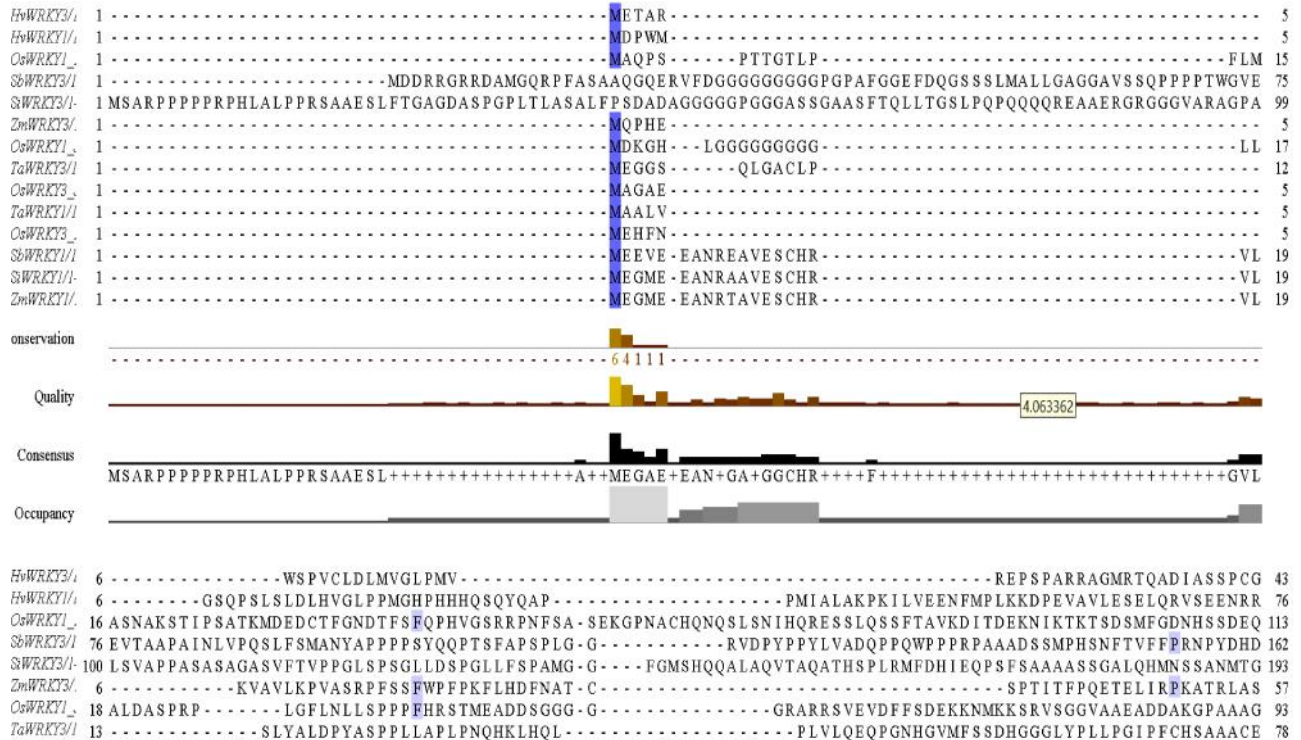 HvWRKY3/1 1 - METAR - 5
HvWRKY1/1 1 - MDPWM - 5
OsWRKY1_. 1 - MAQPS - PTTGTLP - FLM 15
SbWRKY3/1 1 - MDDRRGRRDAMGQRPFASAAQGQERVFDGGGGGGGGGPGPAFGGEFDQGSSSLMALLGAGGAVSSQPPPPTWGVE 75
SiWRKY3/1- 1 MSARPPPPPRPHLALPPRSAAESLFTGAGDASPGPLTLASALFPSDADAGGGGGPGGGASSGAASFTQLLTGSLPQPQQQQREAAERGRGGGVARAGPA 99
ZmWRKY3/. 1 - MQPHE - 5
OsWRKY1_. 1 - MDKGH - LGGGGGGGGG - LL 17
TaWRKY3/1 1 - MEGGS - QLGACLP - 12
OsWRKY3_. 1 - MAGAE - 5
TaWRKY1/1 1 - MAALV - 5
OsWRKY3_. 1 - MEHFN - 5
SbWRKY1/1 1 - MEEVE - EANREAVESCHR - VL 19
SiWRKY1/1- 1 - MEGME - EANRAAVESCHR - VL 19
ZmWRKY1/. 1 - MEGME - EANRTAVESCHR - VL 19
onservation
- 64111 -
Quality
4.063362
Consensus
MSARPPPPPRPHLALPPRSAAESL++++++++++++++++A++MEGAE+EAN+GA+GGCHR++++F++++++++++++++++++++++++++++++GVL
Occupancy
HvWRKY3/1 6 - WSPVCLDLMVGLPMV - REPSPARRAGMRTQADIASSPCG 43
HvWRKY1/1 6 - GSQPSLSLDLHVGLPPMGHPHHHQSQYQAP - PMIALAKPKILVEENFMPLKKDPEVAVLESELQRVSEENRR 76
OsWRKY1_. 16 ASNAKSTIPSATKMDEDCTFGNDTFSFQPHVGSRRPNFSA-SEKGPNACHQNQSLSNIHQRESSLQSSFTAVKDITDEKNIKTKTSDSMFGDNHSSDEQ 113
SbWRKY3/1 76 EVTAAPAINLVPQSLFSMANYAPPPPSYQQPTSFAPSPLG-G - RVDPYPPYLVADQPPQWPPPRPAAADSSMPHSNFTVFFPRNPYDHD 162
SiWRKY3/1- 100 LSVAPPASASAGASVFTVPPGLSPSGLLDSPGLLFSPAMG-G - FGMSHQQALAQVTAQATHSPLRMFDHIEQPSFSAAAASSGALQHMNSSANMTG 193
ZmWRKY3/. 6 - KVAVLKPVASRPFSSFWPFPKFLHDFNAT-C - SPTITFPQETELIRPKATRLAS 57
OsWRKY1_. 18 ALDASPRP - LGFLNLLSPPPFHRSTMEADDSGGG-G - GRARRSVEVDFFSDEKKNMKKSRVSGGVAAEADDAKGPAAAG 93
TaWRKY3/1 13 - SLYALDPYASPPLLAPLPNQHKLHQL - PLVLQEQPGNHGVMFSSDHGGGLYPLLPGIPFCHSAAACE 78